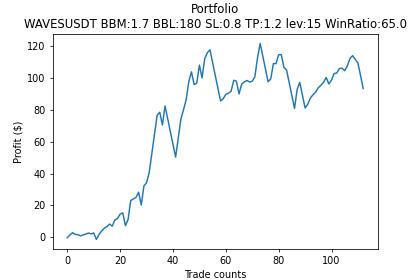 Portfolio
WAVESUSDT BBM:1.7 BBL:180 SL:0.8 TP:1.2 lev:15 WinRatio:65.0
120
100
80
60
40
20
0
Profit ($)
0 20 40 60 80 100
Trade counts